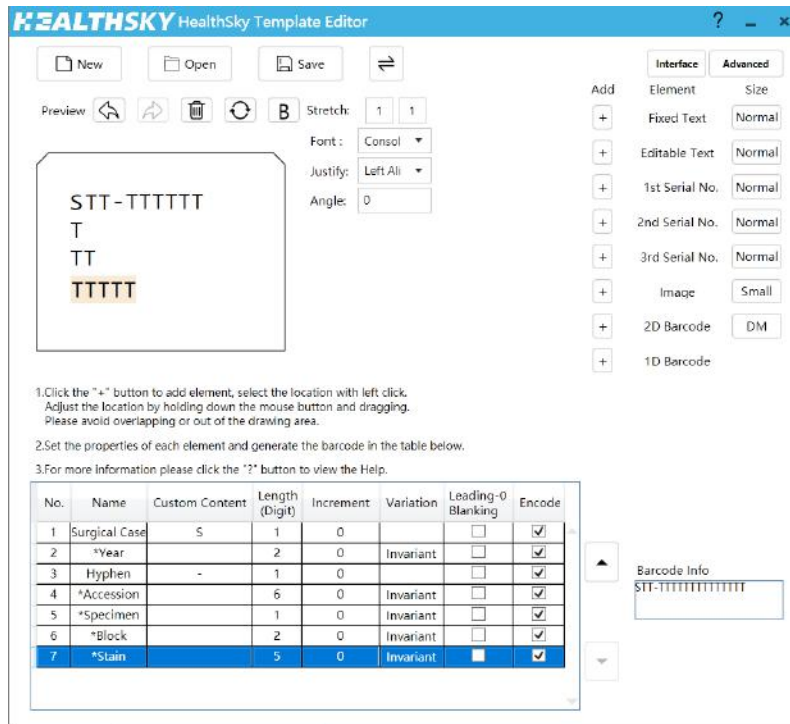 HEALTHSKY HealthSky Template Editor ? _ ×
New Open Save Interface Advanced
Add Element Size
Preview B Stretch: 1 1
+ Fixed Text Normal
Font : Consol
+ Editable Text Normal
Justify: Left Ali
+ 1st Serial No. Normal
Angle: 0
STT-TTTTTT
+ 2nd Serial No. Normal
T
+ 3rd Serial No. Normal
TT
TTTTT
+ Image Small
+ 2D Barcode DM
+ 1D Barcode
1.Click the "+" button to add element, select the location with left click.
Adjust the location by holding down the mouse button and dragging.
Please avoid overlapping or out of the drawing area.
2.Set the properties of each element and generate the barcode in the table below.
3.For more information please click the "?" button to view the Help.
No. Name Custom Content Length (Digit) Increment Variation Leading-0 Blanking Encode
1 Surgical Case S 1 0
2 *Year 2 0 Invariant
3 Hyphen - 1 0
4 *Accession 6 0 Invariant
5 *Specimen 1 0 Invariant
6 *Block 2 0 Invariant
7 *Stain 5 0 Invariant
Barcode Info
STT-TTTTTTTTTTTTTT